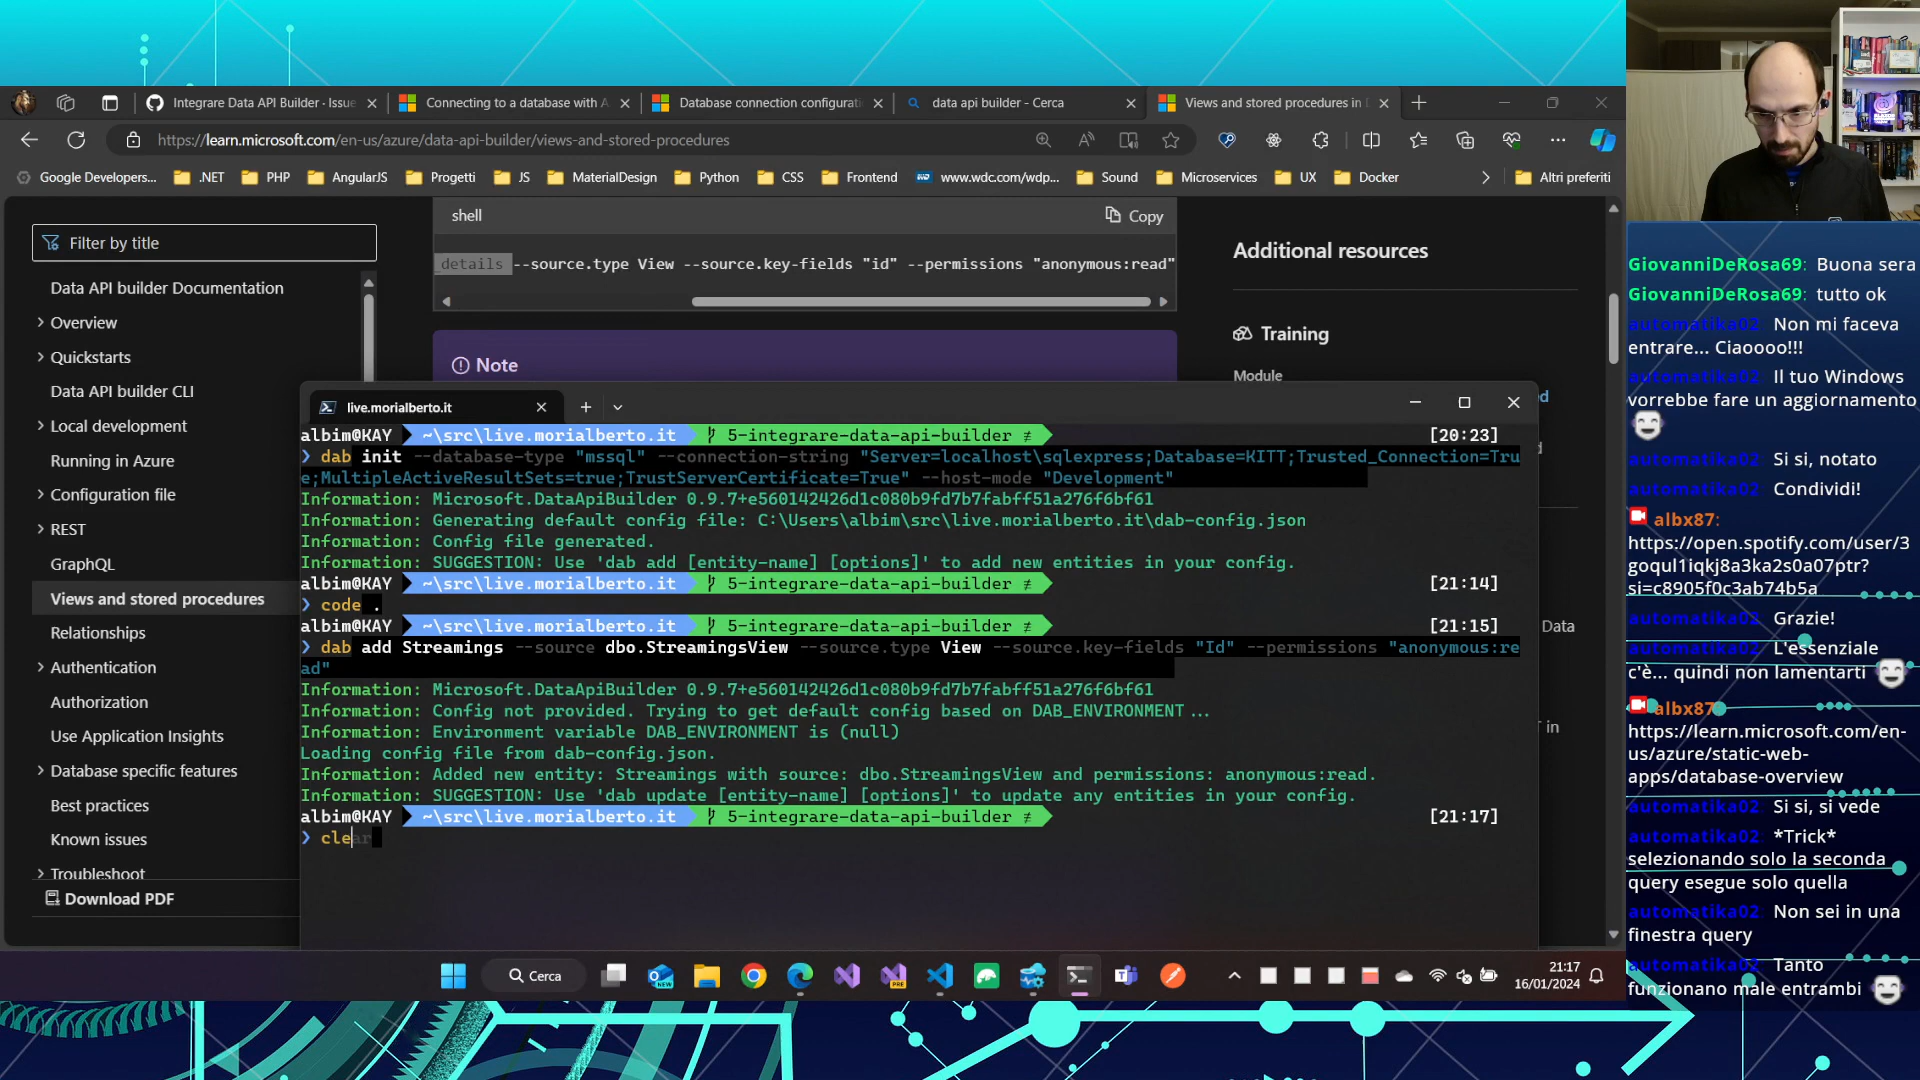 Integrare Data API Builder - Issue
Connecting to a database with A
Database connection configurati
data api builder - Cerca
Views and stored procedures in D
https://learn.microsoft.com/en-us/azure/data-api-builder/views-and-stored-procedures
Google Developers...
.NET
PHP
AngularJS
Progetti
JS
MaterialDesign
Python
CSS
Frontend
www.wdc.com/wdp...
Sound
Microservices
UX
Docker
Altri preferiti
Filter by title
Data API builder Documentation
Overview
Quickstarts
Data API builder CLI
Local development
Running in Azure
Configuration file
REST
GraphQL
Views and stored procedures
Relationships
Authentication
Authorization
Use Application Insights
Database specific features
Best practices
Known issues
Troubleshoot
Download PDF
shell
Copy
_details --source.type View --source.key-fields "id" --permissions "anonymous:read"
Note
Additional resources
Training
Module
Data
live.morialberto.it
albim@KAY ~\src\live.morialberto.it 5-integrare-data-api-builder ≢ [20:23]
❯ dab init --database-type "mssql" --connection-string "Server=localhost\sqlexpress;Database=KITT;Trusted_Connection=Tru
e;MultipleActiveResultSets=true;TrustServerCertificate=True" --host-mode "Development"
Information: Microsoft.DataApiBuilder 0.9.7+e560142426d1c080b9fd7b7fabff51a276f6bf61
Information: Generating default config file: C:\Users\albim\src\live.morialberto.it\dab-config.json
Information: Config file generated.
Information: SUGGESTION: Use 'dab add [entity-name] [options]' to add new entities in your config.
albim@KAY ~\src\live.morialberto.it 5-integrare-data-api-builder ≢ [21:14]
❯ code .
albim@KAY ~\src\live.morialberto.it 5-integrare-data-api-builder ≢ [21:15]
❯ dab add Streamings --source dbo.StreamingsView --source.type View --source.key-fields "Id" --permissions "anonymous:re
ad"
Information: Microsoft.DataApiBuilder 0.9.7+e560142426d1c080b9fd7b7fabff51a276f6bf61
Information: Config not provided. Trying to get default config based on DAB_ENVIRONMENT...
Information: Environment variable DAB_ENVIRONMENT is (null)
Loading config file from dab-config.json.
Information: Added new entity: Streamings with source: dbo.StreamingsView and permissions: anonymous:read.
Information: SUGGESTION: Use 'dab update [entity-name] [options]' to update any entities in your config.
albim@KAY ~\src\live.morialberto.it 5-integrare-data-api-builder ≢ [21:17]
❯ clear
Cerca
21:17
16/01/2024
GiovanniDeRosa69: Buona sera
GiovanniDeRosa69: tutto ok
automatika02 Non mi faceva
entrare... Ciaoooo!!!
automatika02 Il tuo Windows
vorrebbe fare un aggiornamento
automatika02 Si si, notato
automatika02 Condividi!
albx87:
https://open.spotify.com/user/3
goqul1iqkj8a3ka2s0a07ptr?
si=c8905f0c3ab74b5a
automatika02 Grazie!
automatika02 L'essenziale
c'è... quindi non lamentarti
albx87:
https://learn.microsoft.com/en-
us/azure/static-web-
apps/database-overview
automatika02 Si si, si vede
automatika02 *Trick*
selezionando solo la seconda
query esegue solo quella
automatika02 Non sei in una
finestra query
automatika02 Tanto
funzionano male entrambi